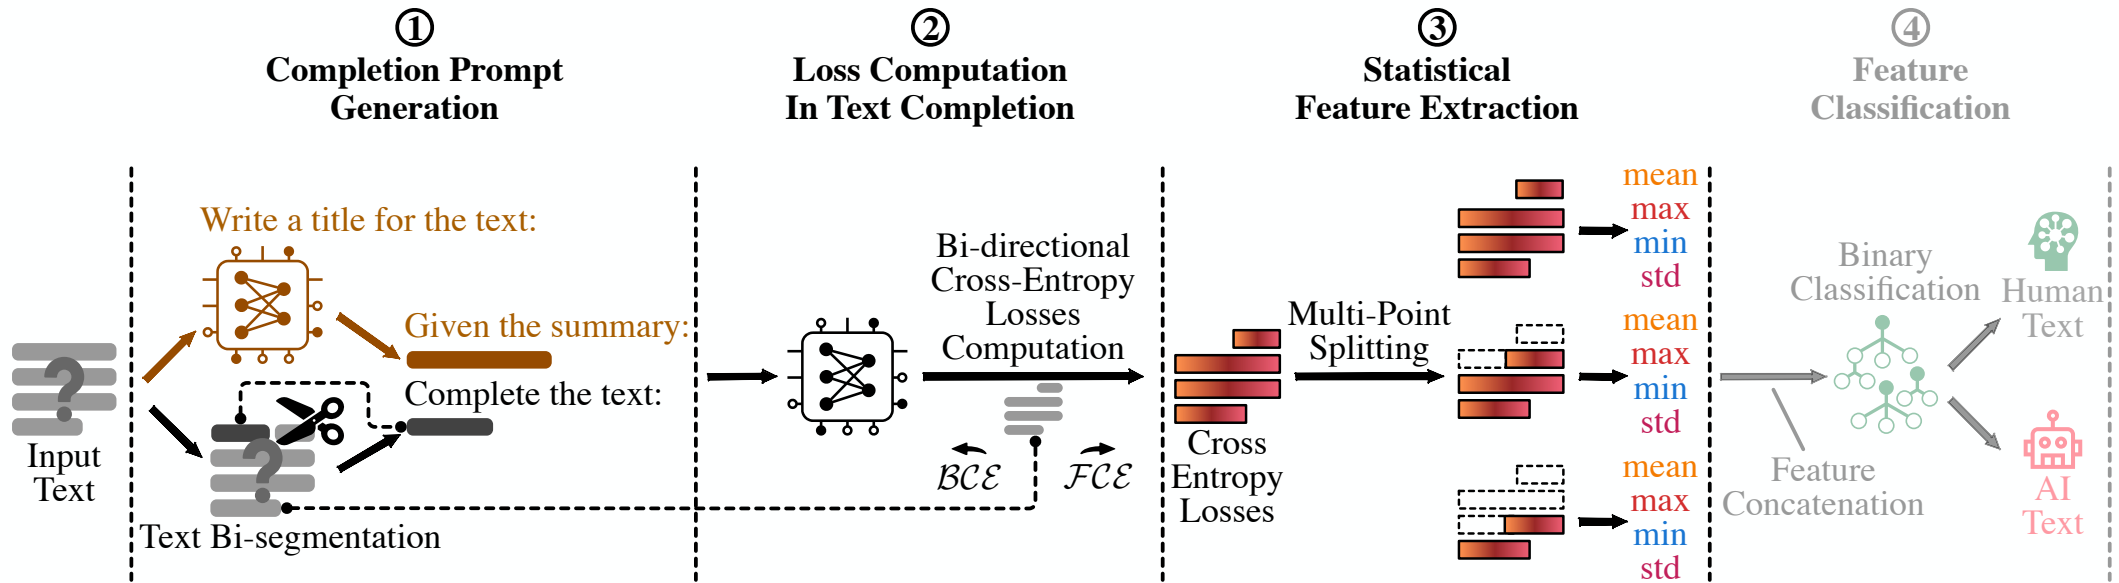 ①
Completion Prompt
Generation
②
Loss Computation
In Text Completion
③
Statistical
Feature Extraction
④
Feature
Classification
Input
Text
Write a title for the text:
Given the summary:
Complete the text:
Text Bi-segmentation
Bi-directional
Cross-Entropy
Losses
Computation
BCE
FCE
Cross
Entropy
Losses
Multi-Point
Splitting
mean
max
min
std
mean
max
min
std
mean
max
min
std
Feature
Concatenation
Binary
Classification
Human
Text
AI
Text